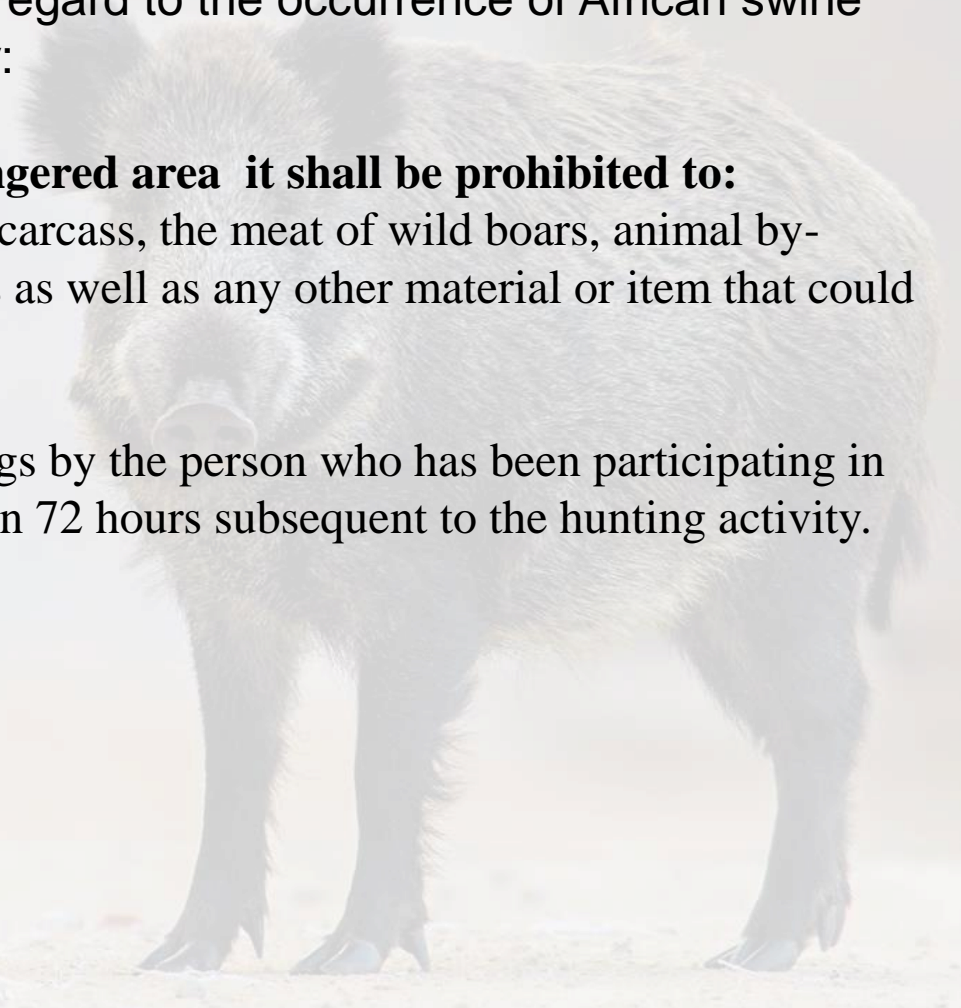 regard to the occurrence of African swine
:
ngered area it shall be prohibited to:
carcass, the meat of wild boars, animal by-
as well as any other material or item that could
gs by the person who has been participating in
n 72 hours subsequent to the hunting activity.